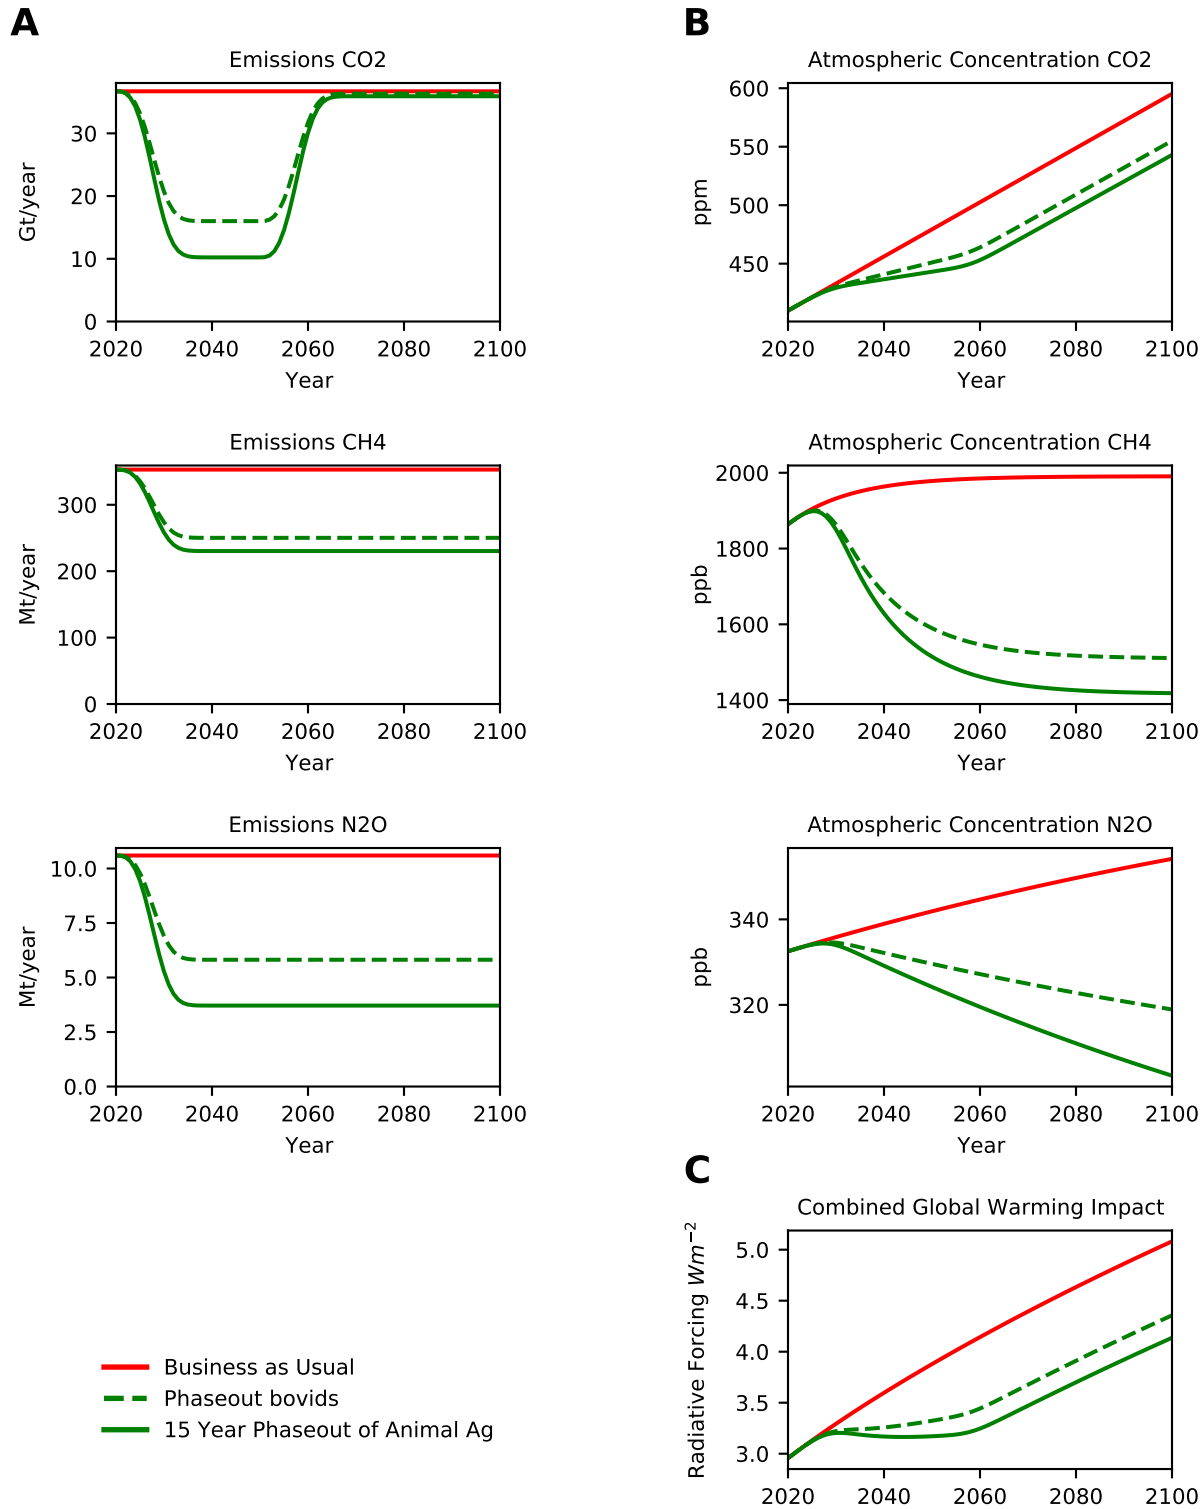 A
B
Emissions CO2
Gt/year
30
20
10
0
2020 2040 2060 2080 2100
Year
Atmospheric Concentration CO2
ppm
600
550
500
450
2020 2040 2060 2080 2100
Year
Emissions CH4
Mt/year
300
200
100
0
2020 2040 2060 2080 2100
Year
Atmospheric Concentration CH4
ppb
2000
1800
1600
1400
2020 2040 2060 2080 2100
Year
Emissions N2O
Mt/year
10.0
7.5
5.0
2.5
0.0
2020 2040 2060 2080 2100
Year
Atmospheric Concentration N2O
ppb
340
320
2020 2040 2060 2080 2100
Year
C
Combined Global Warming Impact
Radiative Forcing Wm⁻²
5.0
4.5
4.0
3.5
3.0
2020 2040 2060 2080 2100
Business as Usual
Phaseout bovids
15 Year Phaseout of Animal Ag